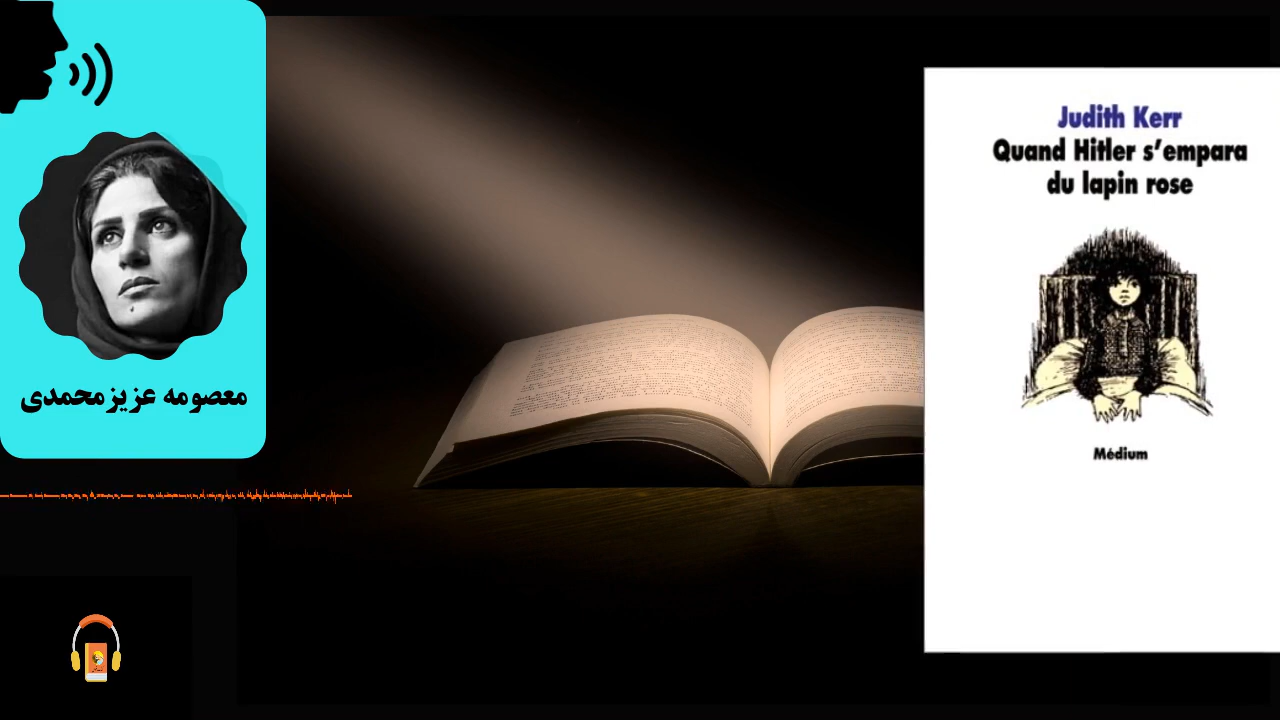 معصومه عزیزمحمدی
Judith Kerr
Quand Hitler s'empara
du lapin rose
Médium